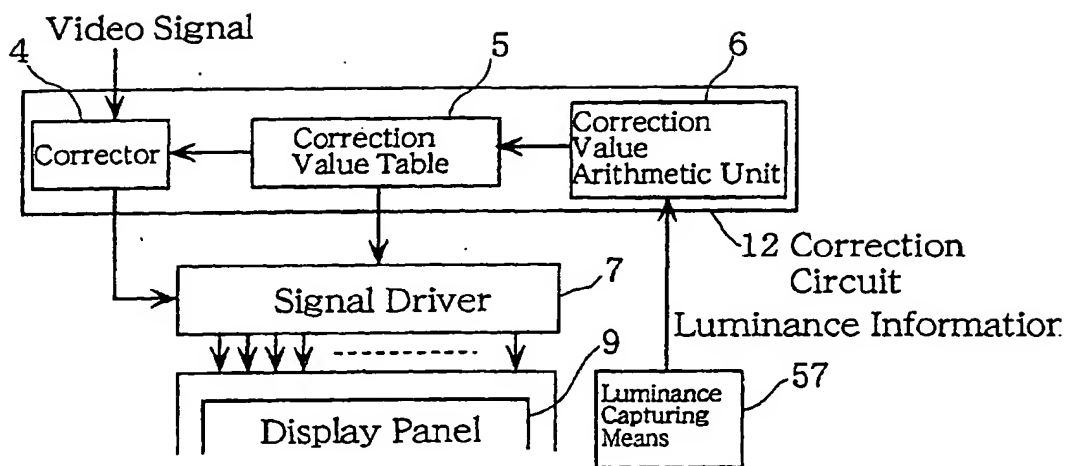 Video Signal
4
5
6
Corrector
Correction
Value Table
Correction
Value
Arithmetic Unit
12 Correction
Circuit
7
Signal Driver
Luminance Information
9
57
Display Panel
Luminance
Capturing
Means